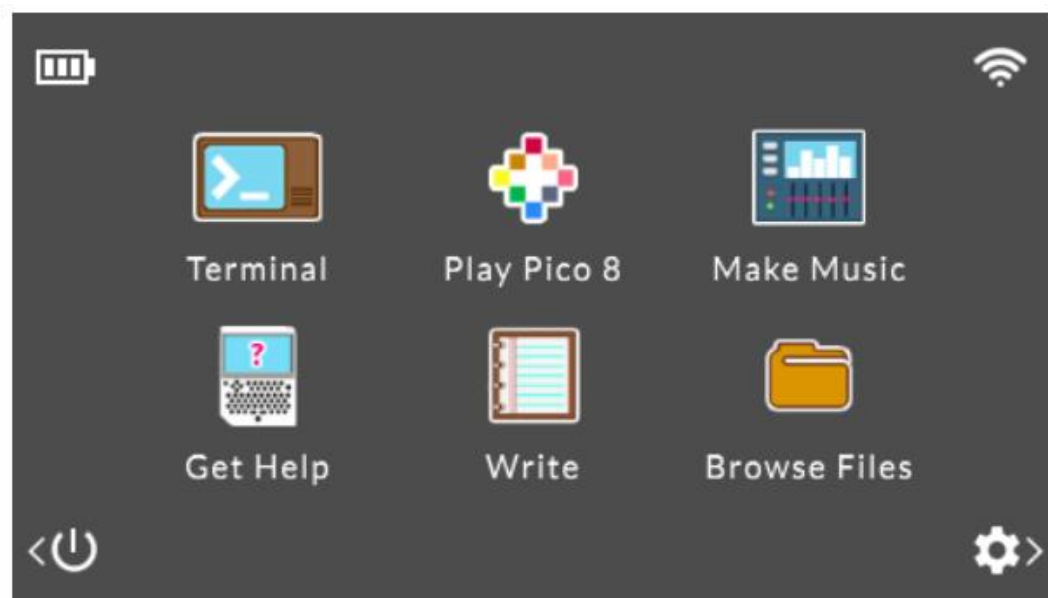 Terminal
Play Pico 8
Make Music
Get Help
Write
Browse Files